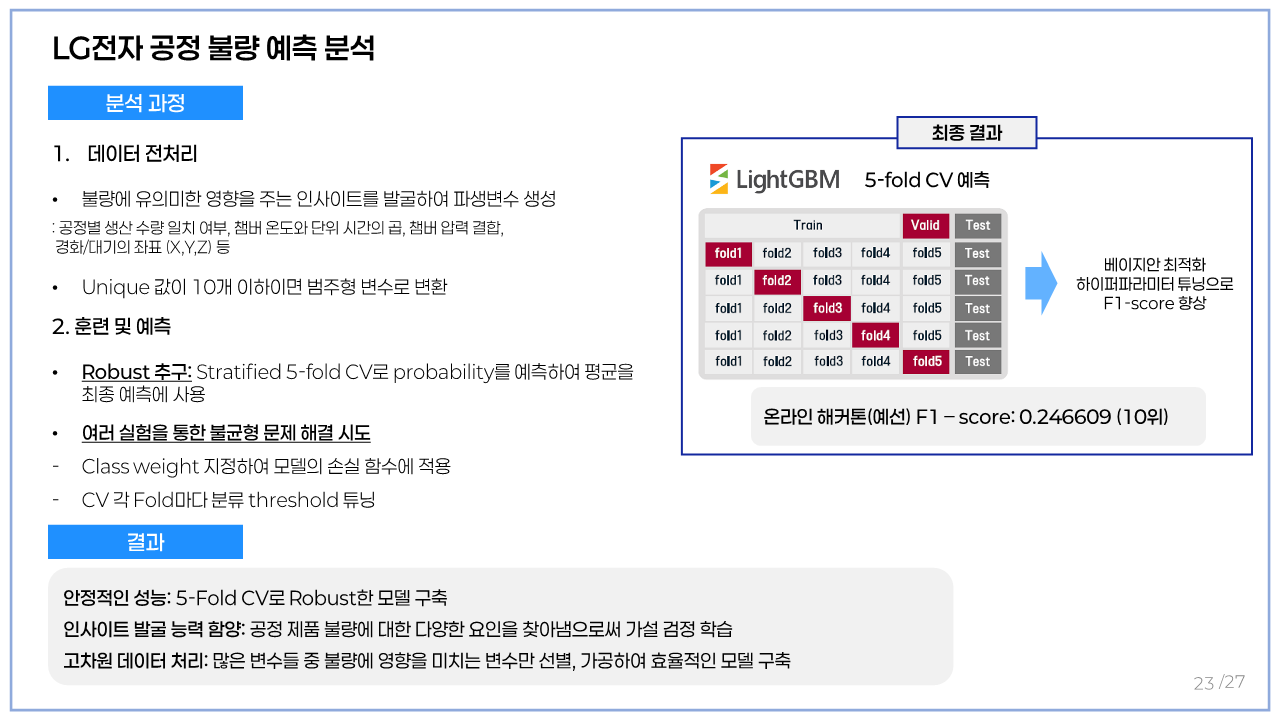 LG전자 공정 불량 예측 분석
분석 과정
1. 데이터 전처리
• 불량에 유의미한 영향을 주는 인사이트를 발굴하여 파생변수 생성
: 공정별 생산 수량 일치 여부, 챔버 온도와 단위 시간의 곱, 챔버 압력 결합,
경화/대기의 좌표 (X,Y,Z) 등
• Unique 값이 10개 이하이면 범주형 변수로 변환
2. 훈련 및 예측
• Robust 추구: Stratified 5-fold CV로 probability를 예측하여 평균을
최종 예측에 사용
• 여러 실험을 통한 불균형 문제 해결 시도
- Class weight 지정하여 모델의 손실 함수에 적용
- CV 각 Fold마다 분류 threshold 튜닝
최종 결과
LightGBM 5-fold CV 예측
Train Valid Test
fold1 fold2 fold3 fold4 fold5 Test
fold1 fold2 fold3 fold4 fold5 Test
fold1 fold2 fold3 fold4 fold5 Test
fold1 fold2 fold3 fold4 fold5 Test
fold1 fold2 fold3 fold4 fold5 Test
베이지안 최적화
하이퍼파라미터 튜닝으로
F1-score 향상
온라인 해커톤(예선) F1 – score: 0.246609 (10위)
결과
안정적인 성능: 5-Fold CV로 Robust한 모델 구축
인사이트 발굴 능력 함양: 공정 제품 불량에 대한 다양한 요인을 찾아냄으로써 가설 검정 학습
고차원 데이터 처리: 많은 변수들 중 불량에 영향을 미치는 변수만 선별, 가공하여 효율적인 모델 구축
23 /27